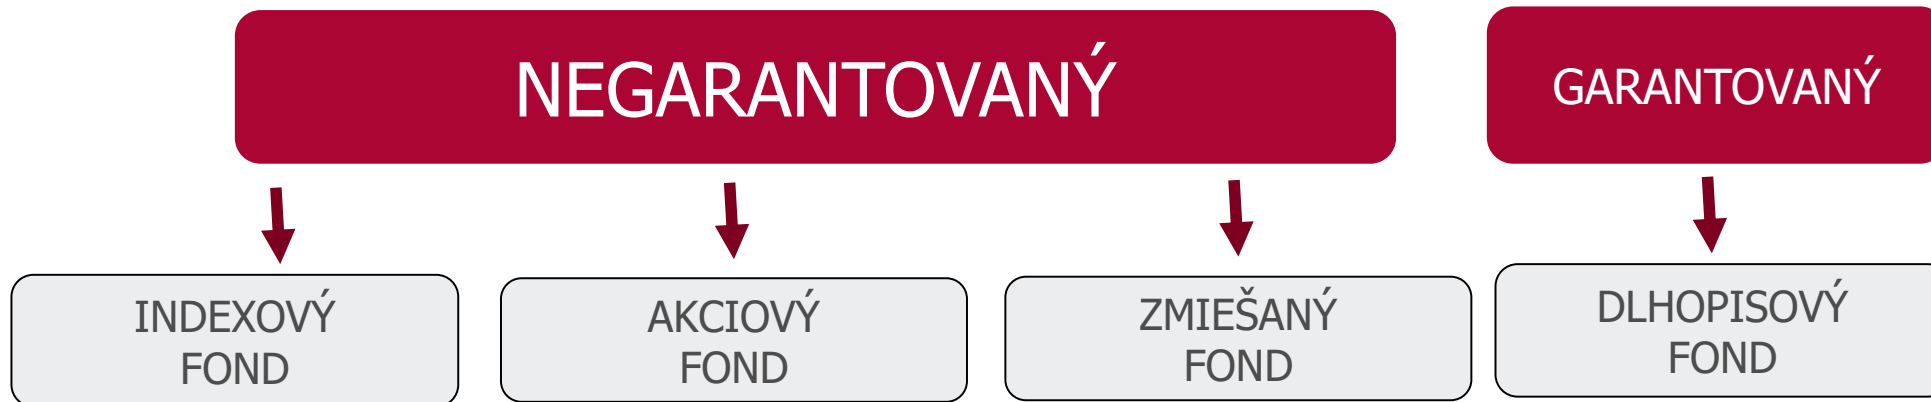 NEGARANTOVANÝ
GARANTOVANÝ
INDEXOVÝ
FOND
AKCIOVÝ
FOND
ZMIEŠANÝ
FOND
DLHOPISOVÝ
FOND